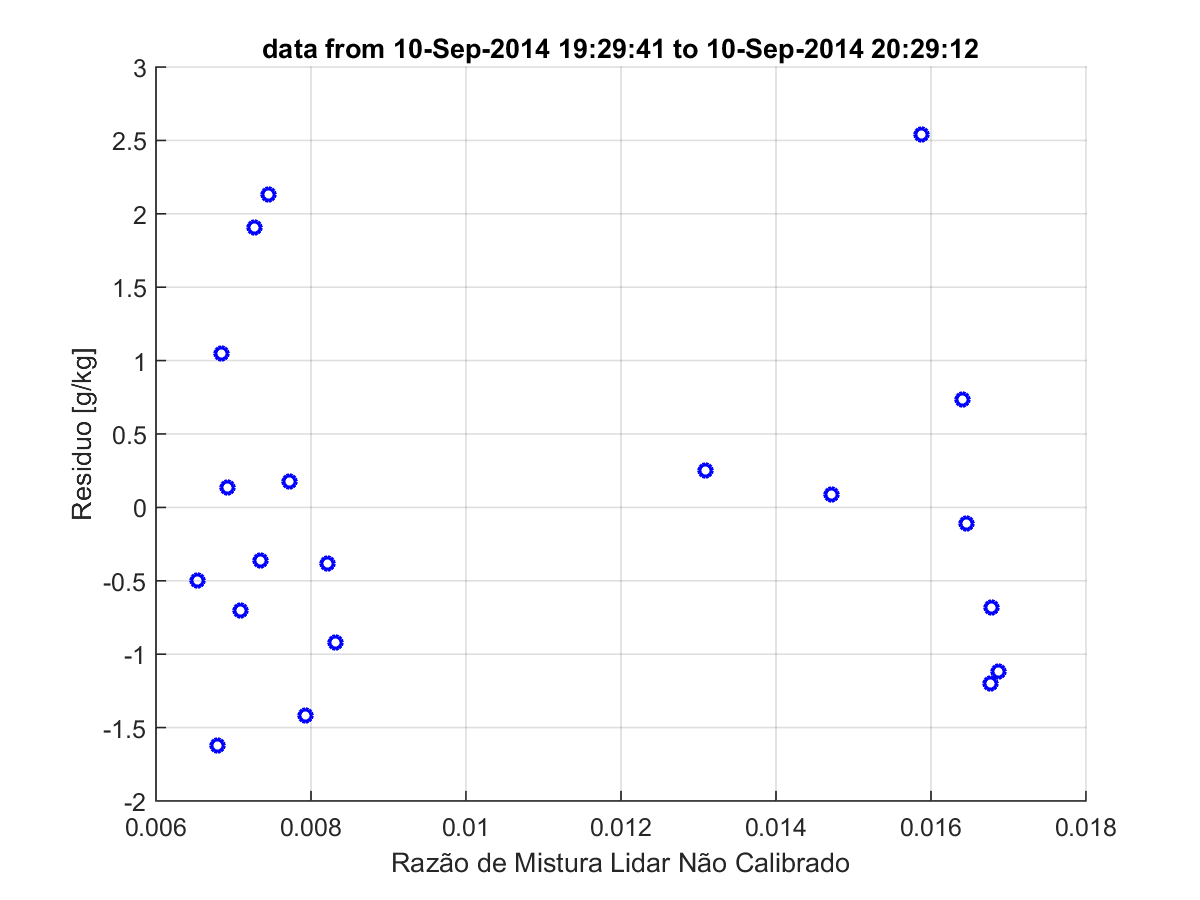 data from 10-Sep-2014 19:29:41 to 10-Sep-2014 20:29:12
Residuo [g/kg]
3
2.5
2
1.5
1
0.5
0
-0.5
-1
-1.5
-2
0.006 0.008 0.01 0.012 0.014 0.016 0.018
Razão de Mistura Lidar Não Calibrado